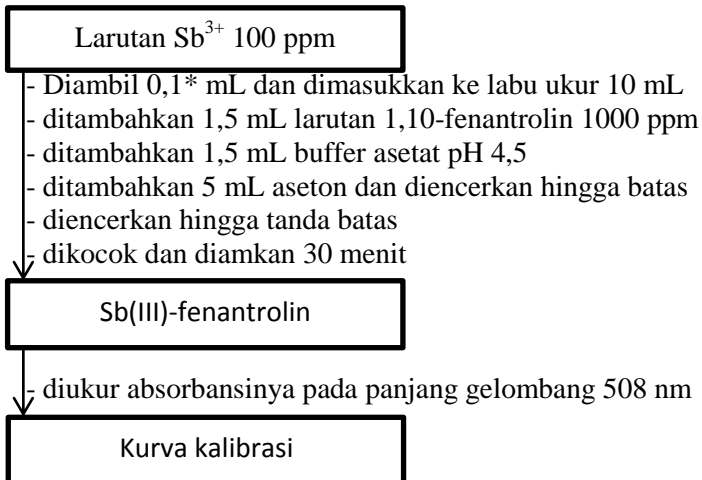 Larutan Sb³⁺ 100 ppm
- Diambil 0,1* mL dan dimasukkan ke labu ukur 10 mL
- ditambahkan 1,5 mL larutan 1,10-fenantrolin 1000 ppm
- ditambahkan 1,5 mL buffer asetat pH 4,5
- ditambahkan 5 mL aseton dan diencerkan hingga batas
- diencerkan hingga tanda batas
- dikocok dan diamkan 30 menit
Sb(III)-fenantrolin
- diukur absorbansinya pada panjang gelombang 508 nm
Kurva kalibrasi